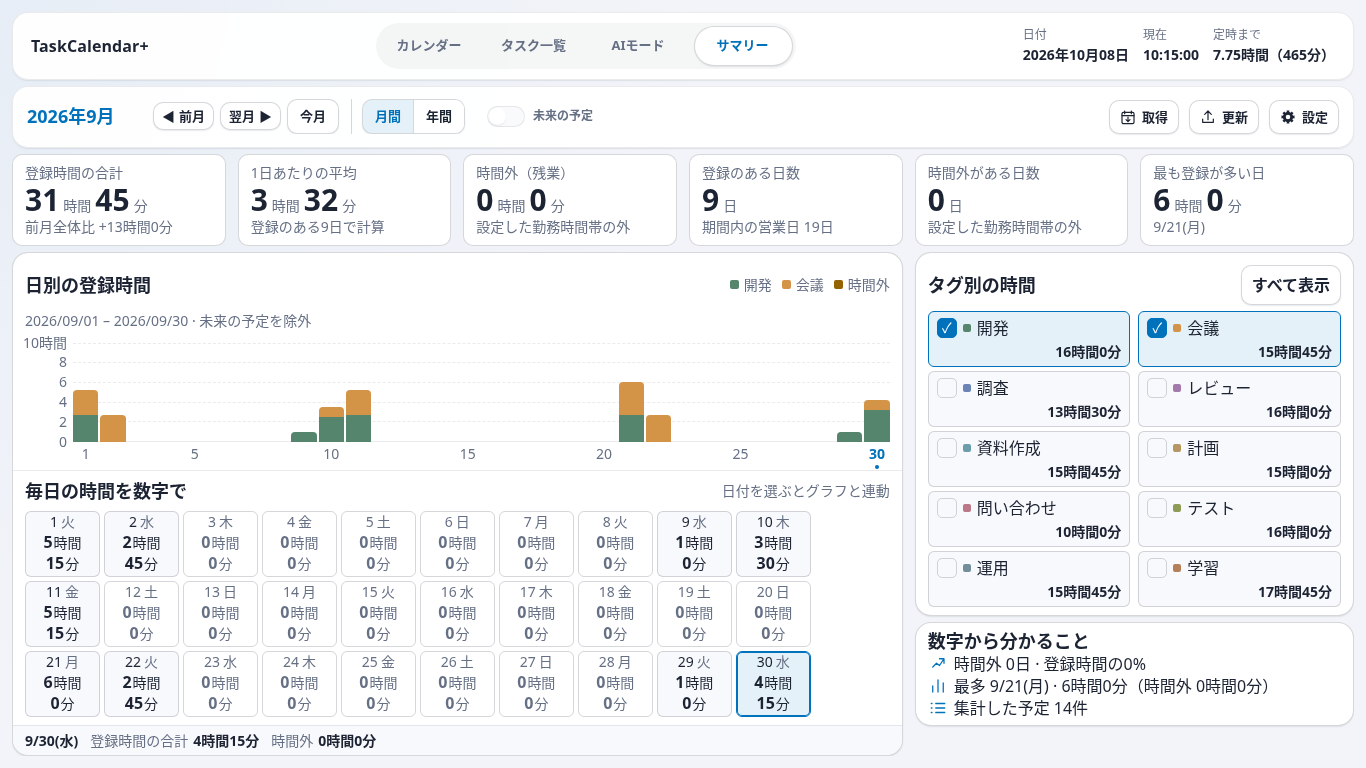 TaskCalendar+
カレンダー タスク一覧 AIモード サマリー
日付 現在 定時まで
2026年10月08日 10:15:00 7.75時間（465分）
2026年9月 ◀ 前月 翌月 ▶ 今月 月間 年間 未来の予定 取得 更新 設定
登録時間の合計
31 時間 45 分
前月全体比 +13時間0分
1日あたりの平均
3 時間 32 分
登録のある9日で計算
時間外（残業）
0 時間 0 分
設定した勤務時間帯の外
登録のある日数
9 日
期間内の営業日 19日
時間外がある日数
0 日
設定した勤務時間帯の外
最も登録が多い日
6 時間 0 分
9/21(月)
日別の登録時間
開発 会議 時間外
2026/09/01 – 2026/09/30 · 未来の予定を除外
10時間
8
6
4
2
0
1 5 10 15 20 25 30
毎日の時間を数字で
日付を選ぶとグラフと連動
1 火 2 水 3 木 4 金 5 土 6 日 7 月 8 火 9 水 10 木
5時間 2時間 0時間 0時間 0時間 0時間 0時間 0時間 1時間 3時間
15分 45分 0分 0分 0分 0分 0分 0分 0分 30分
11 金 12 土 13 日 14 月 15 火 16 水 17 木 18 金 19 土 20 日
5時間 0時間 0時間 0時間 0時間 0時間 0時間 0時間 0時間 0時間
15分 0分 0分 0分 0分 0分 0分 0分 0分 0分
21 月 22 火 23 水 24 木 25 金 26 土 27 日 28 月 29 火 30 水
6時間 2時間 0時間 0時間 0時間 0時間 0時間 0時間 1時間 4時間
0分 45分 0分 0分 0分 0分 0分 0分 0分 15分
9/30(水) 登録時間の合計 4時間15分 時間外 0時間0分
タグ別の時間
すべて表示
開発
16時間0分
会議
15時間45分
調査
13時間30分
レビュー
16時間0分
資料作成
15時間45分
計画
15時間0分
問い合わせ
10時間0分
テスト
16時間0分
運用
15時間45分
学習
17時間45分
数字から分かること
時間外 0日 · 登録時間の0%
最多 9/21(月) · 6時間0分（時間外 0時間0分）
集計した予定 14件